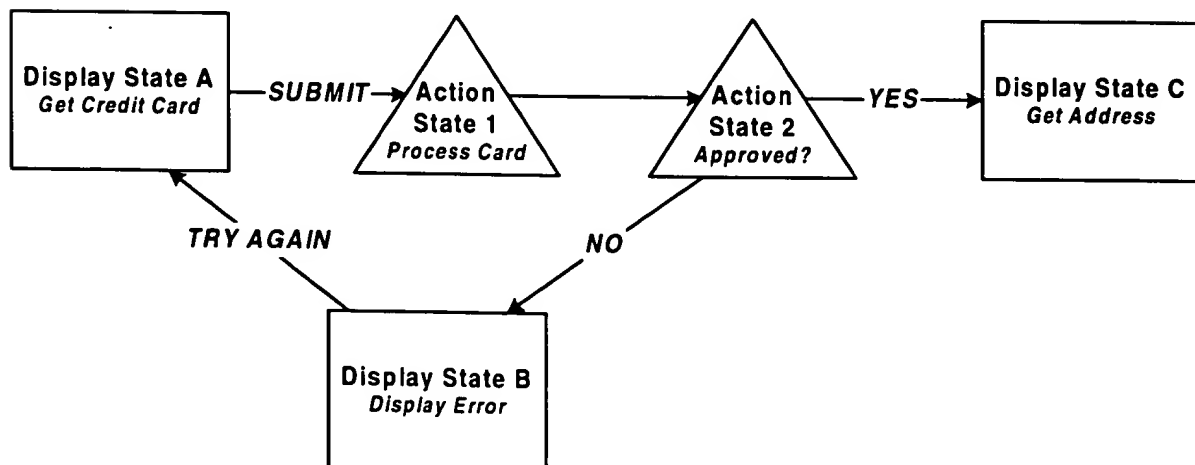 Display State A
Get Credit Card
SUBMIT
Action
State 1
Process Card
Action
State 2
Approved?
YES
Display State C
Get Address
TRY AGAIN
NO
Display State B
Display Error